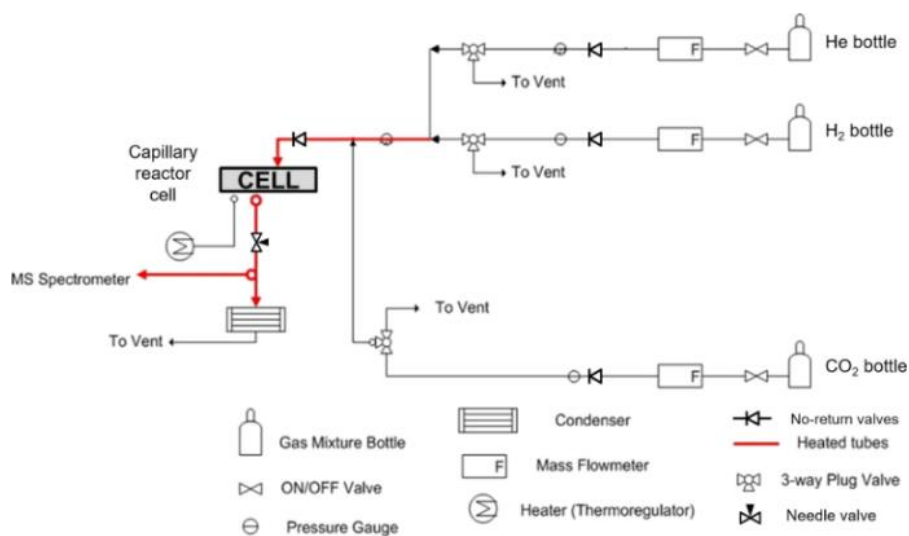 He bottle
F
To Vent
H₂ bottle
F
To Vent
Capillary
reactor
cell
CELL
MS Spectrometer
To Vent
To Vent
CO₂ bottle
F
Gas Mixture Bottle
Condenser
No-return valves
Heated tubes
ON/OFF Valve
F
Mass Flowmeter
3-way Plug Valve
Pressure Gauge
Heater (Thermoregulator)
Needle valve